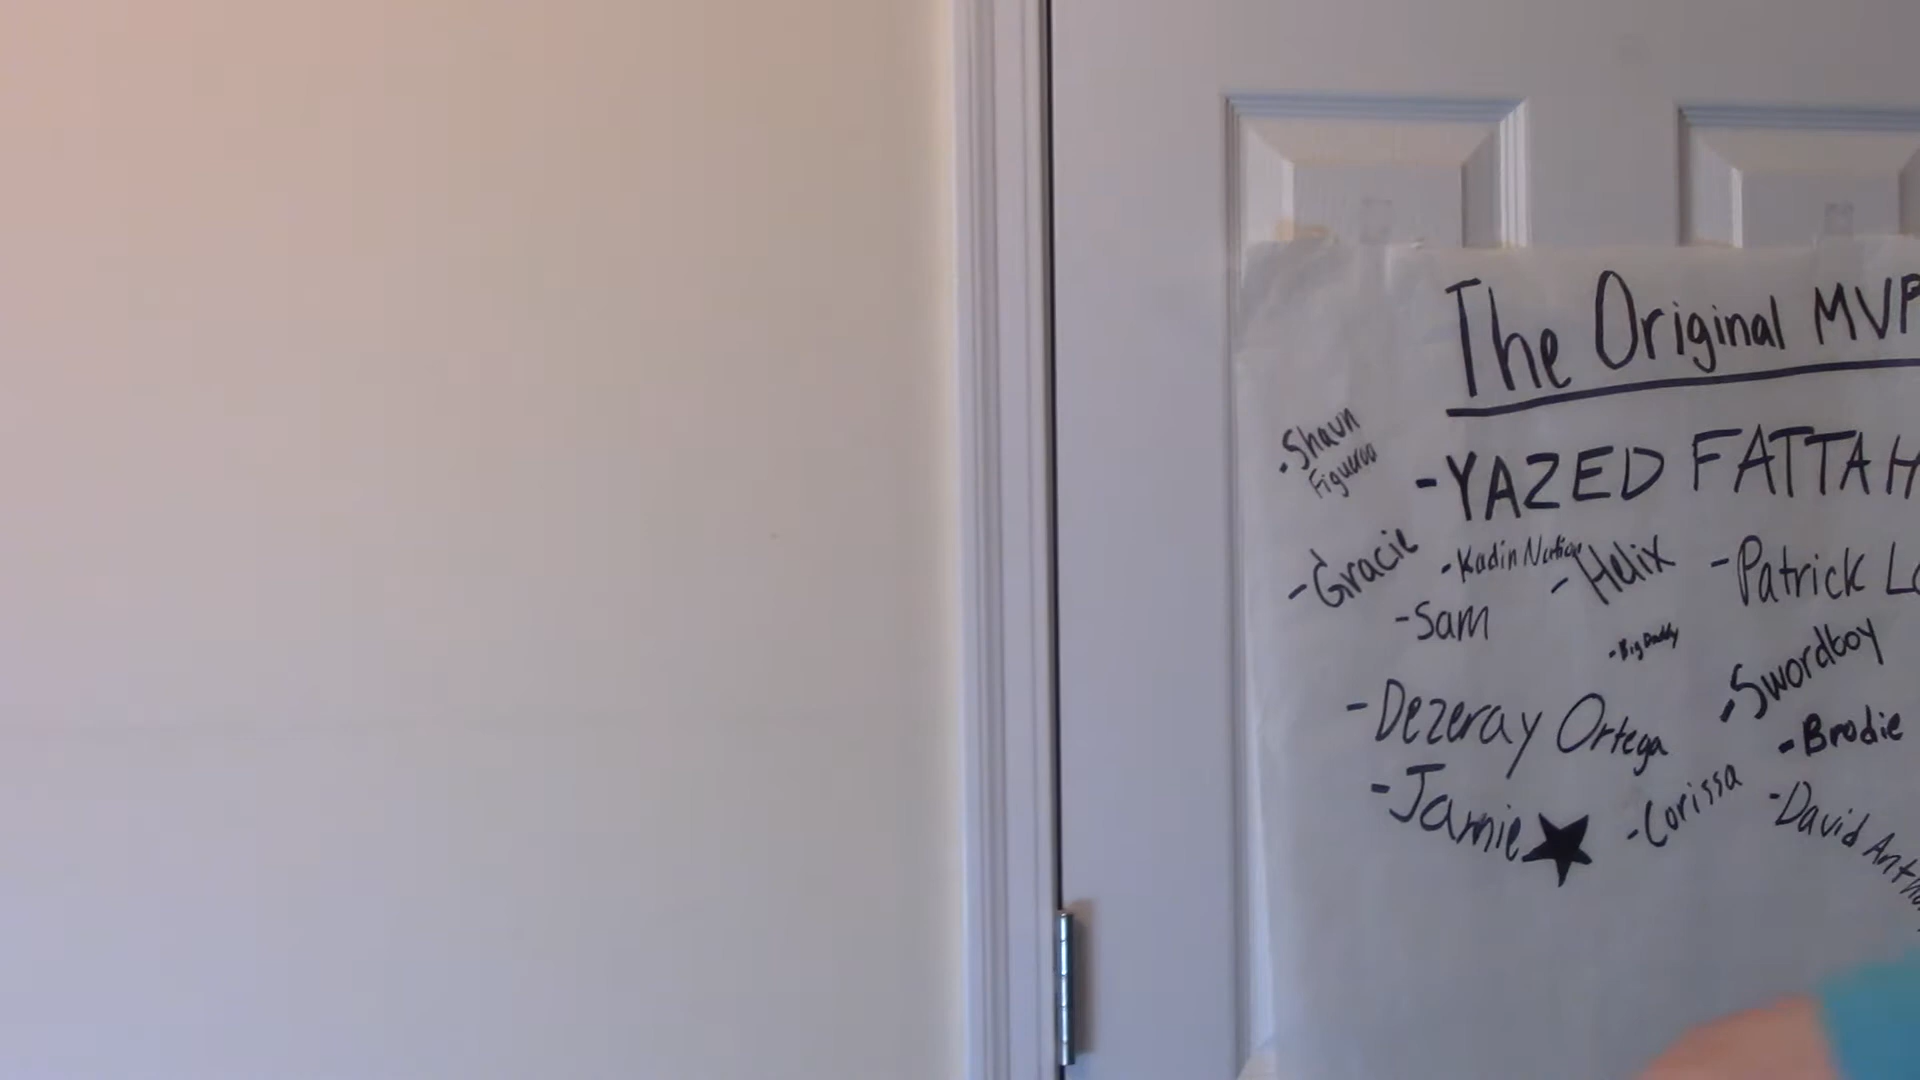 The Original MVP
• Shaun
Figueroa
- YAZED FATTAH
- Gracie
• Kadin Nation
- Helix
- Patrick
- Sam
• Big Daddy
• Swordboy
- Dezeray Ortega
- Brodie
- Jamie ★
- Corissa
- David